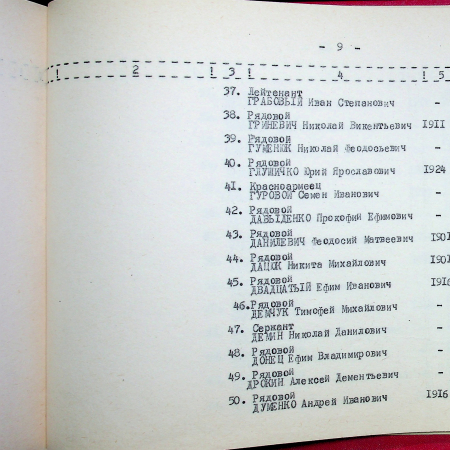 - 9 -
! 2 ! 3 ! 4 ! 5
37. Лейтенант
ГРАБОВЫЙ Иван Степанович -
38. Рядовой
ГРИНЕВИЧ Николай Викентьевич 1911
39. Рядовой
ГУМЕНЮК Николай Феодосьевич -
40. Рядовой
ГЛУШИЧКО Юрий Ярославович 1924
41. Красноармеец
ГУРОВОЙ Семен Иванович -
42. Рядовой
ДАВЫДЕНКО Прокофий Ефимович -
43. Рядовой
ДАНИЛЕВИЧ Феодосий Матвеевич 1901
44. Рядовой
ДАЦЮК Никита Михайлович 1901
45. Рядовой
ДВАДЦАТЫЙ Ефим Иванович 1916
46. Рядовой
ДЕМЧУК Тимофей Михайлович -
47. Сержант
ДЕМИН Николай Данилович -
48. Рядовой
ДОНЕЦ Ефим Владимирович -
49. Рядовой
ДРОКИЙ Алексей Дементьевич -
50. Рядовой
ДУМЕНКО Андрей Иванович 1916